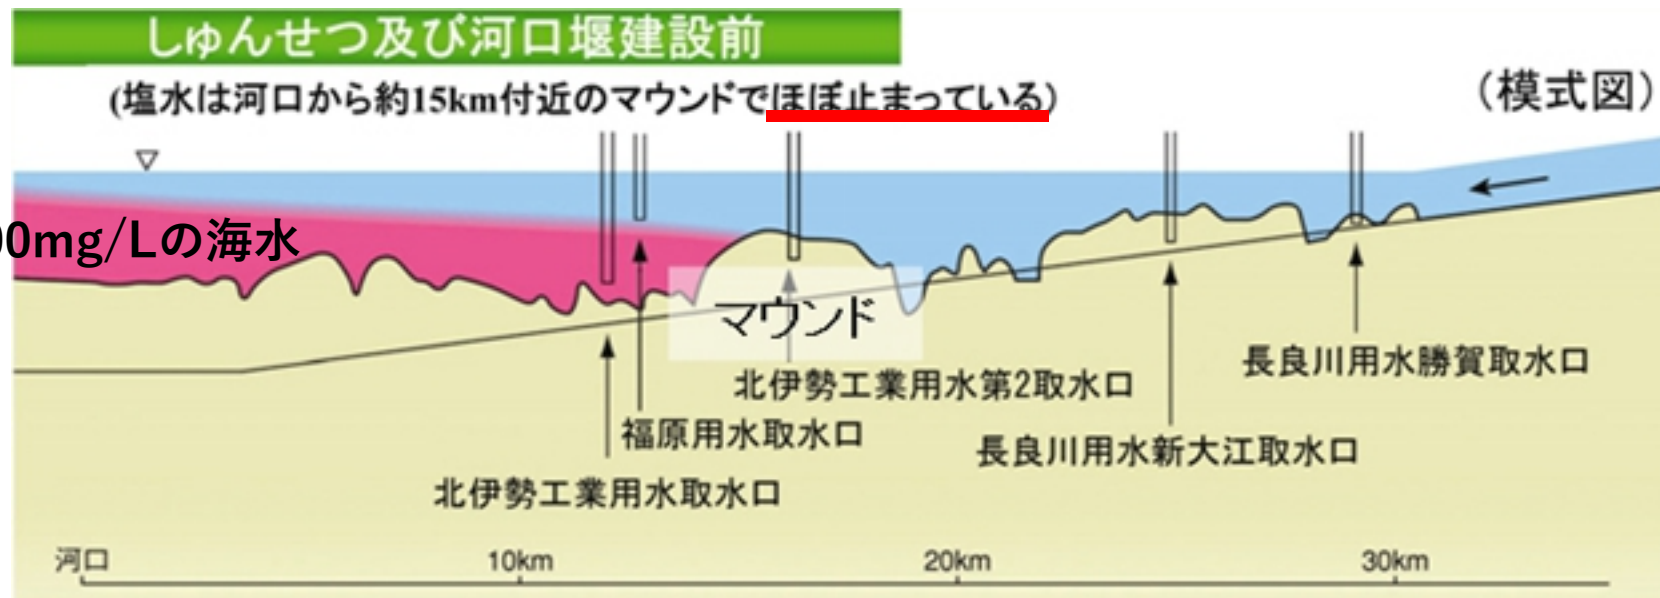 しゅんせつ及び河口堰建設前
(塩水は河口から約15km付近のマウンドでほぼ止まっている)
(模式図)
00mg/Lの海水
マウンド
長良川用水勝賀取水口
北伊勢工業用水第2取水口
福原用水取水口
長良川用水新大江取水口
北伊勢工業用水取水口
河口 10km 20km 30km